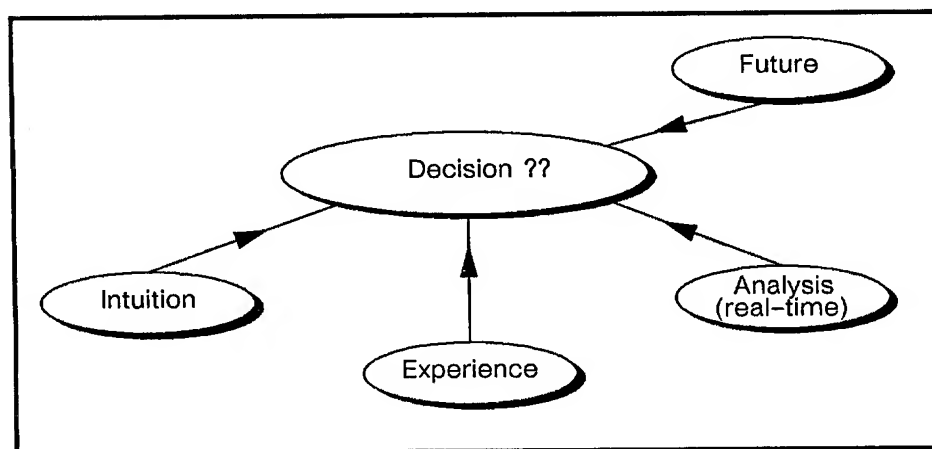 Future
Decision ??
Intuition
Analysis
(real-time)
Experience